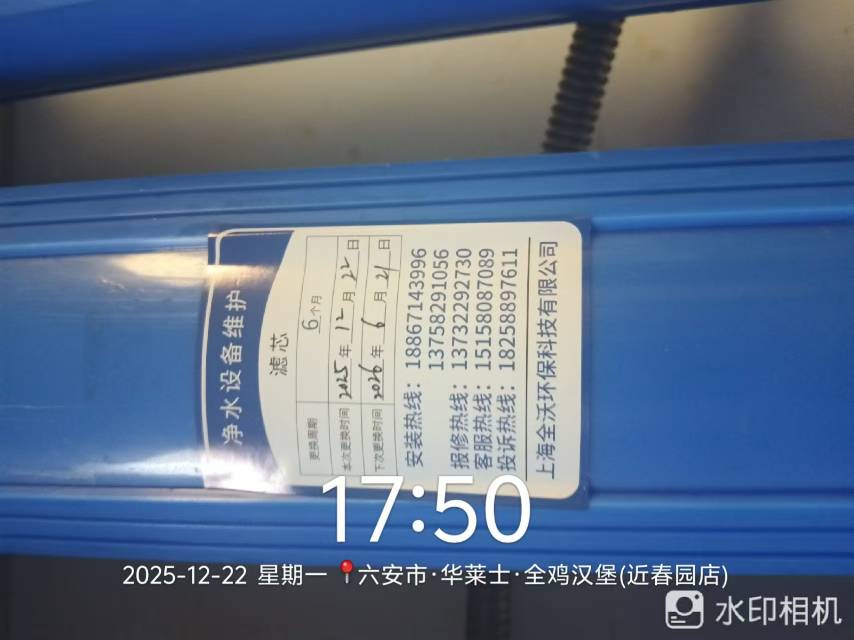 净水设备维护
滤芯
更换周期 6个月
本次更换时间 2025年12月22日
下次更换时间 2026年6月21日
安装热线：18867143996
13758291056
报修热线：13732292730
客服热线：15158087089
投诉热线：18258897611
上海全沃环保科技有限公司
17:50
2025-12-22 星期一 六安市·华莱士·全鸡汉堡(近春园店)
水印相机